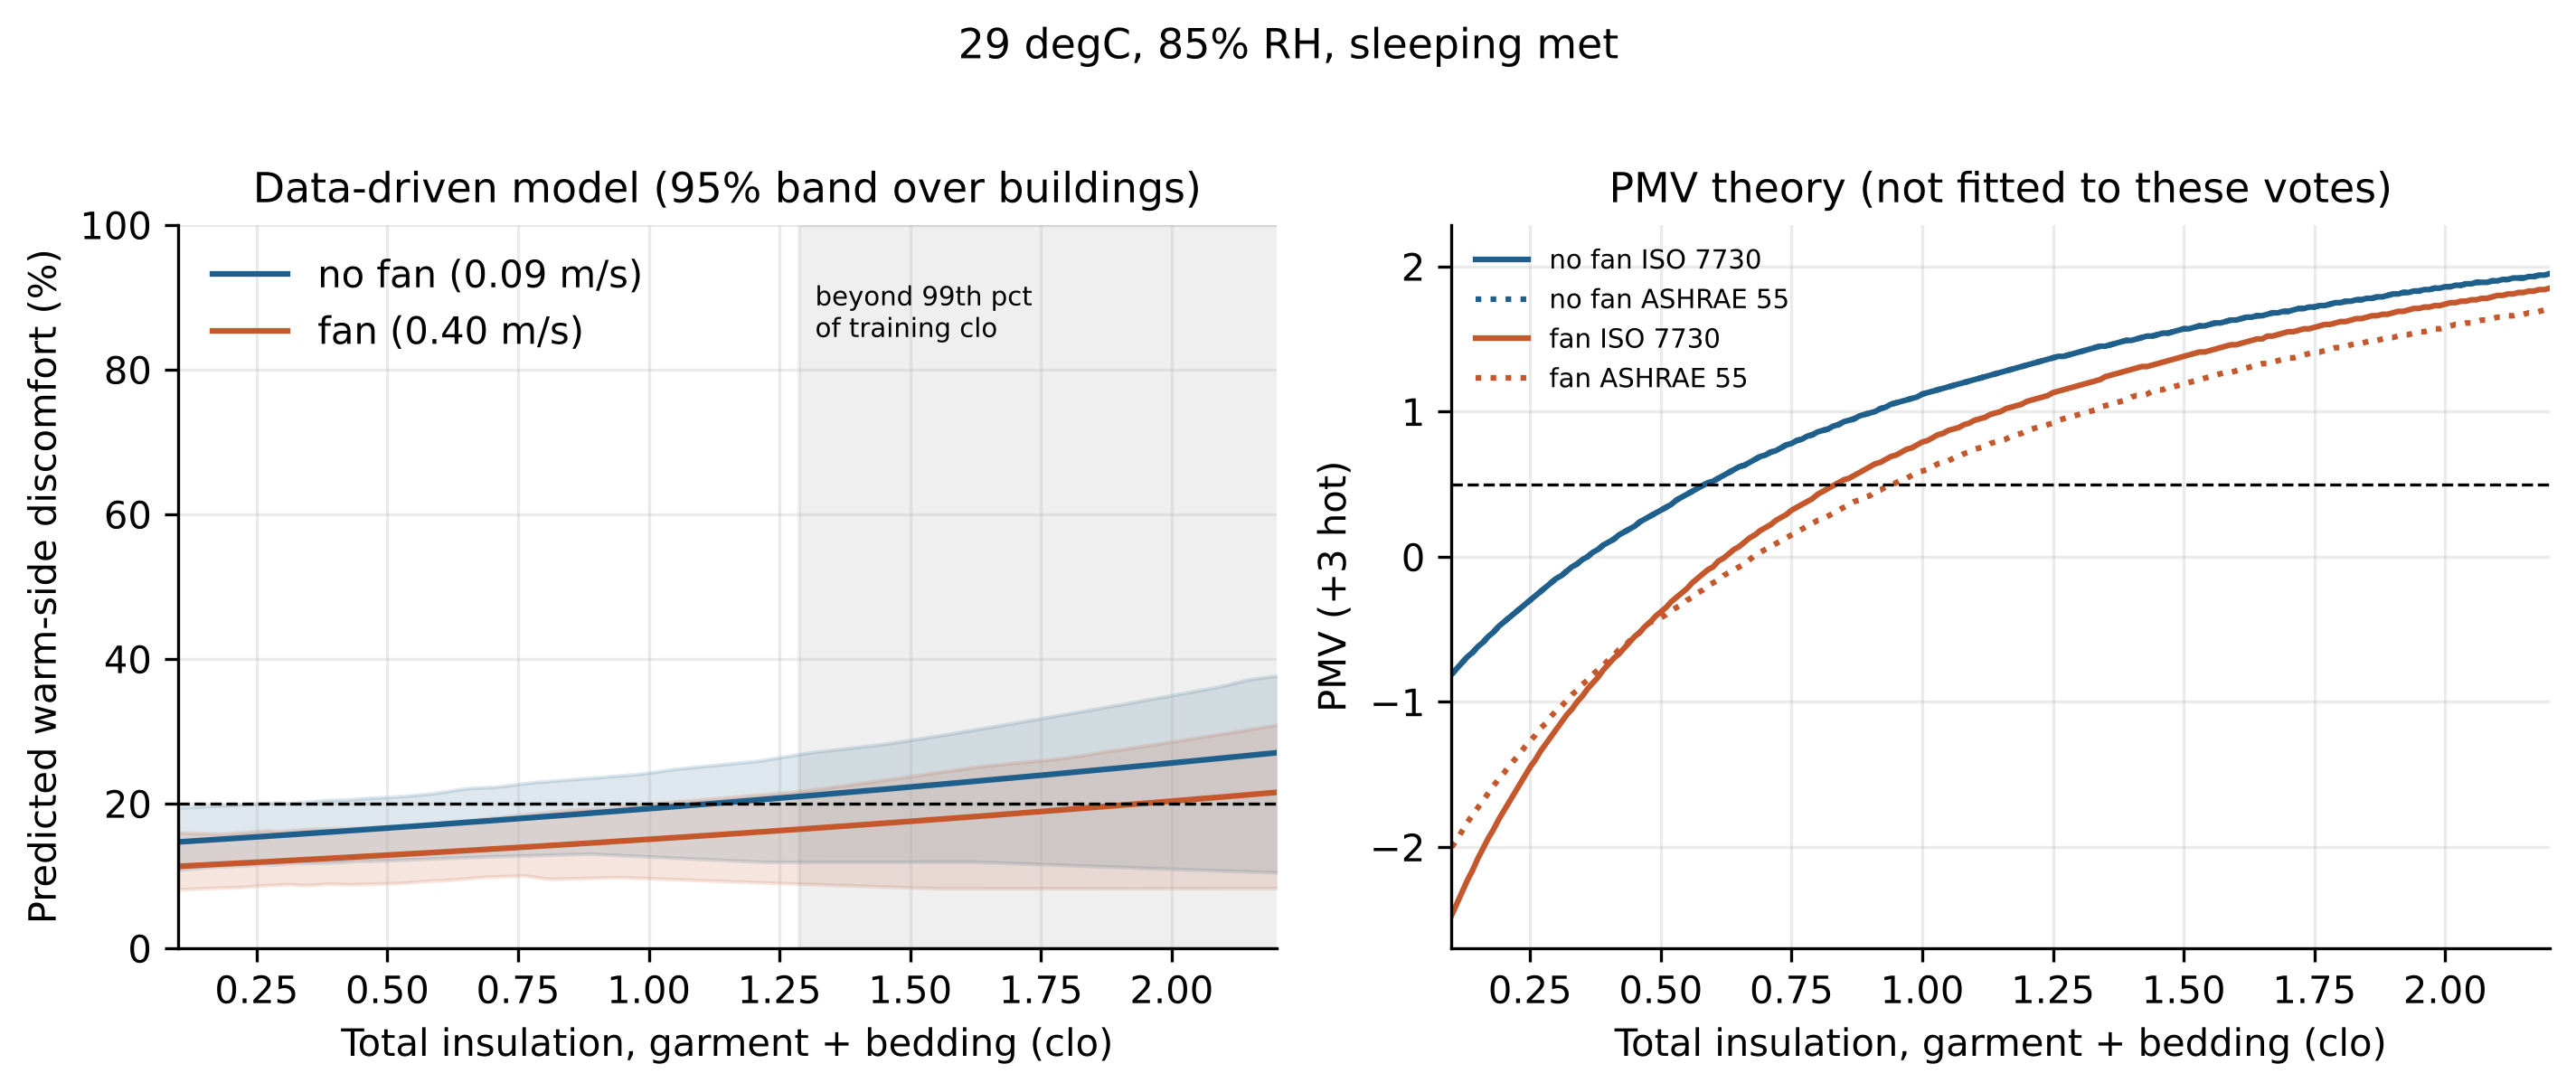 29 degC, 85% RH, sleeping met
Data-driven model (95% band over buildings)
Predicted warm-side discomfort (%)
100
80
60
40
20
0
no fan (0.09 m/s)
fan (0.40 m/s)
beyond 99th pct
of training clo
0.25 0.50 0.75 1.00 1.25 1.50 1.75 2.00
Total insulation, garment + bedding (clo)
PMV theory (not fitted to these votes)
PMV (+3 hot)
2
1
0
−1
−2
no fan ISO 7730
no fan ASHRAE 55
fan ISO 7730
fan ASHRAE 55
0.25 0.50 0.75 1.00 1.25 1.50 1.75 2.00
Total insulation, garment + bedding (clo)